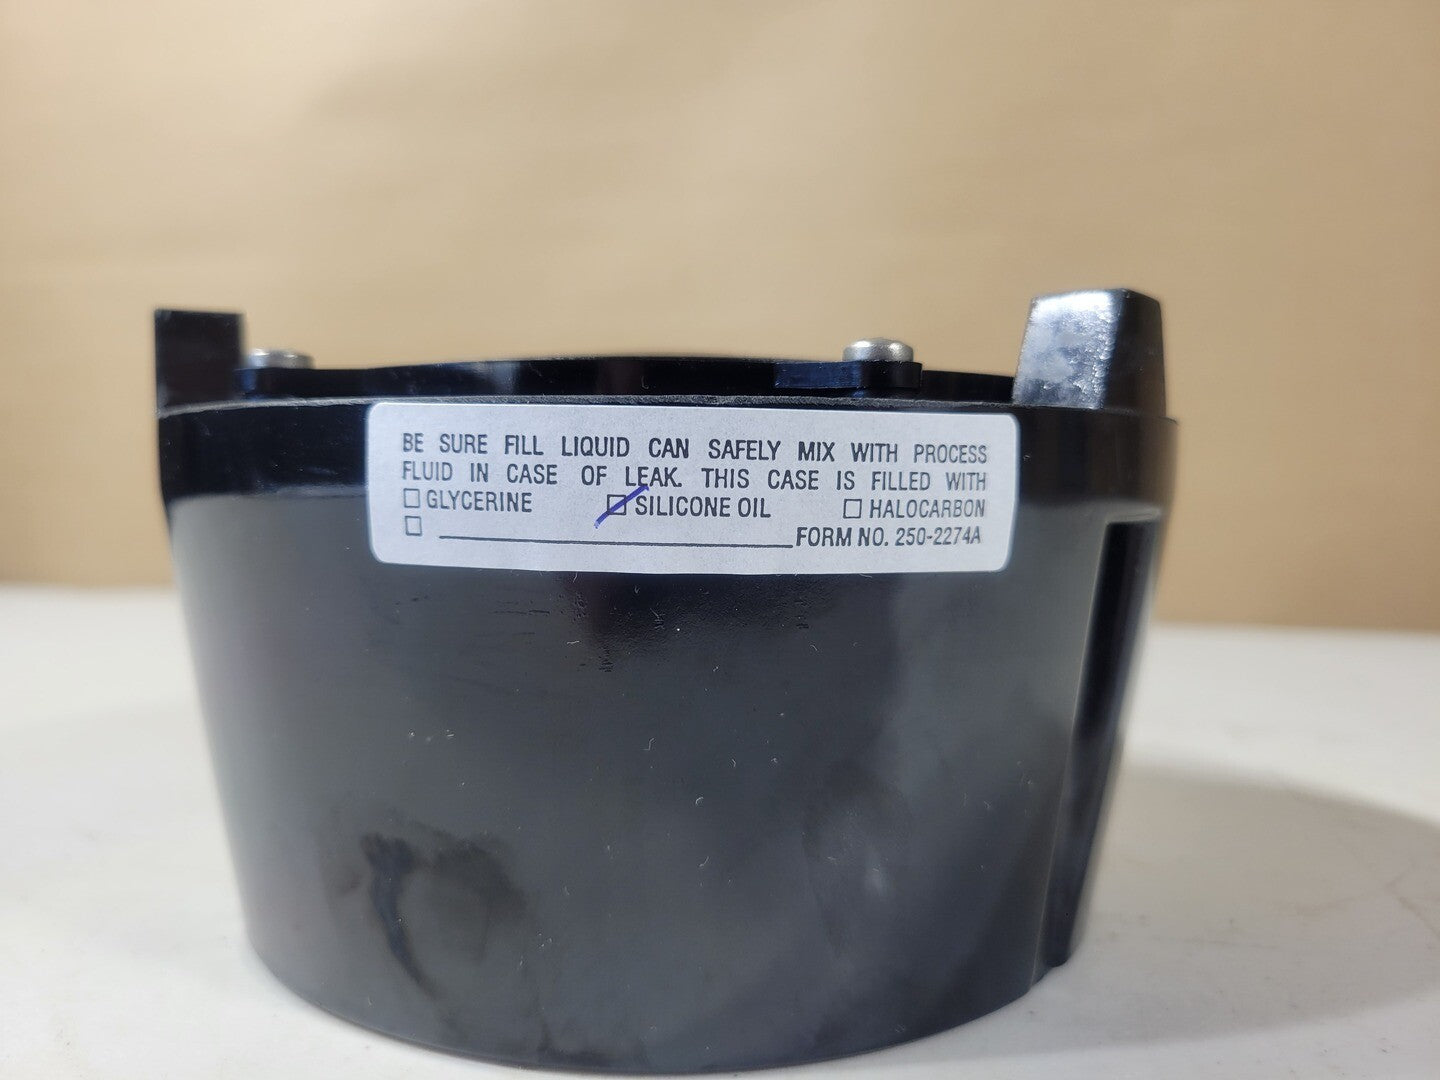 BE SURE FILL LIQUID CAN SAFELY MIX WITH PROCESS
FLUID IN CASE OF LEAK. THIS CASE IS FILLED WITH
☐ GLYCERINE ☑ SILICONE OIL ☐ HALOCARBON
☐ ____________________ FORM NO. 250-2274A